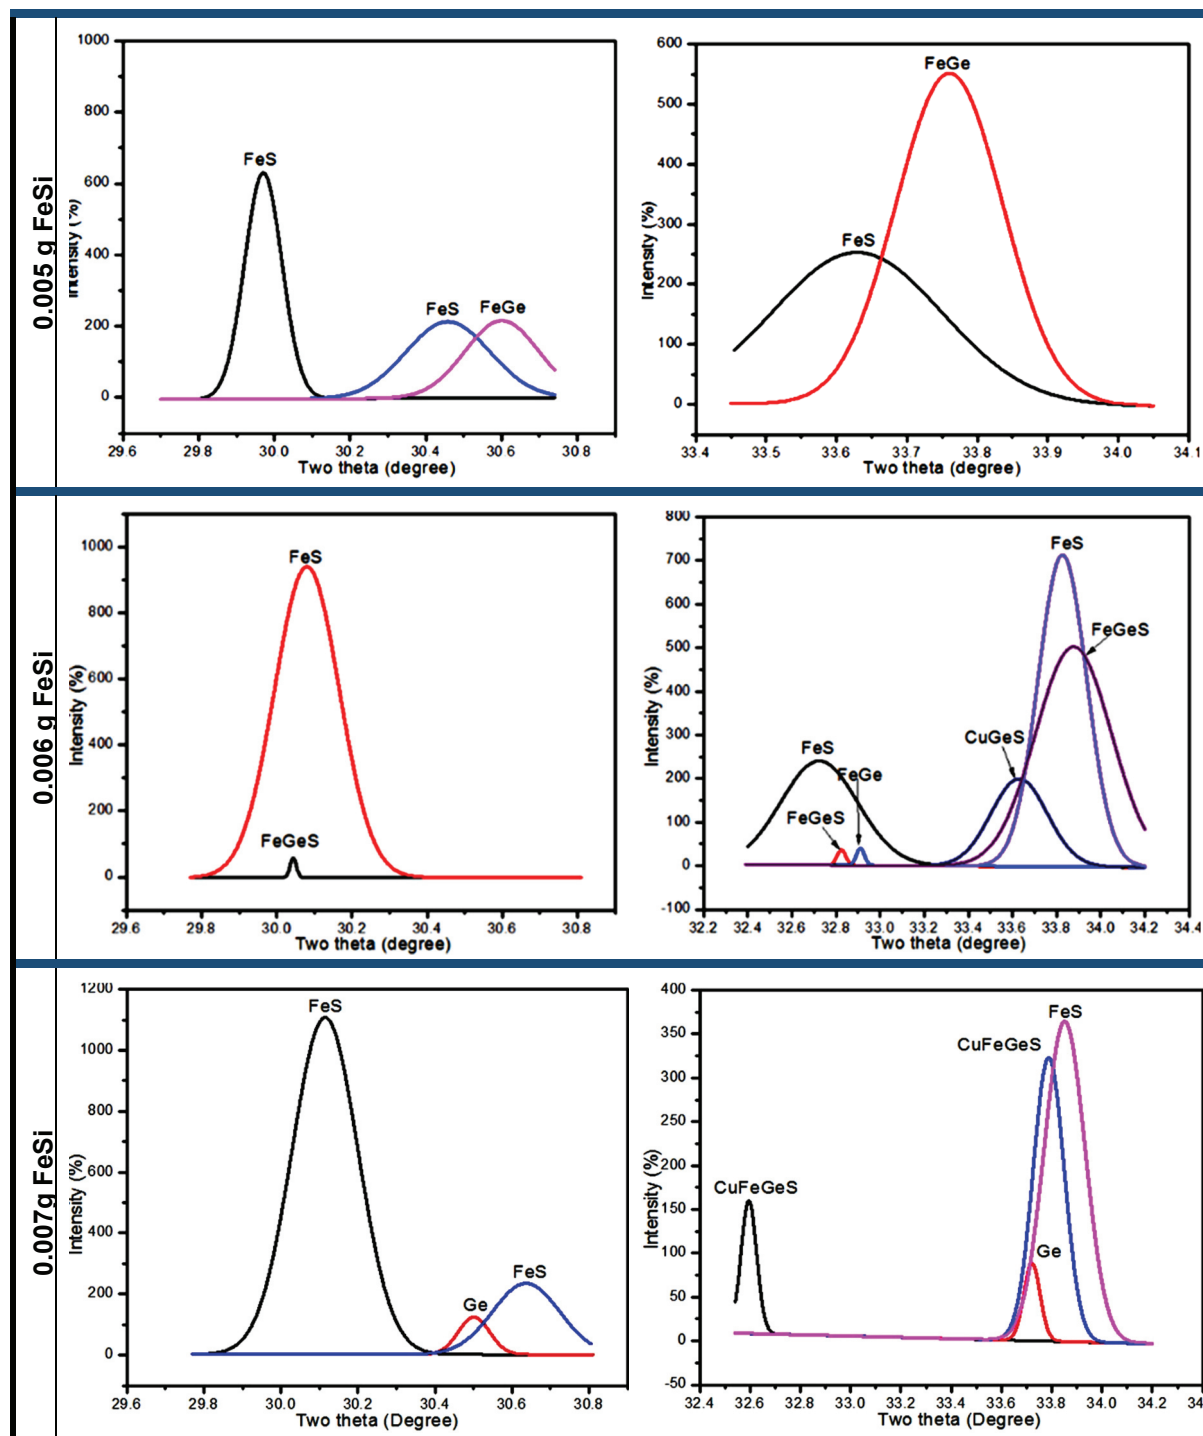 0.005 g FeSi
1000
800
600
400
200
0
Intensity (%)
FeS
FeS
FeGe
29.6 29.8 30.0 30.2 30.4 30.6 30.8
Two theta (degree)
600
500
400
300
200
100
0
Intensity (%)
FeGe
FeS
33.4 33.5 33.6 33.7 33.8 33.9 34.0 34.1
Two theta (degree)
0.006 g FeSi
1000
800
600
400
200
0
Intensity (%)
FeS
FeGeS
29.6 29.8 30.0 30.2 30.4 30.6 30.8
Two theta (degree)
800
700
600
500
400
300
200
100
0
-100
Intensity (%)
FeS
FeGeS
CuGeS
FeS
FeGe
FeGeS
32.2 32.4 32.6 32.8 33.0 33.2 33.4 33.6 33.8 34.0 34.2 34.4
Two theta (degree)
0.007g FeSi
1200
1000
800
600
400
200
0
Intensity (%)
FeS
Ge
FeS
29.6 29.8 30.0 30.2 30.4 30.6 30.8
Two theta (Degree)
400
350
300
250
200
150
100
50
0
-50
Intensity (%)
FeS
CuFeGeS
CuFeGeS
Ge
32.4 32.6 32.8 33.0 33.2 33.4 33.6 33.8 34.0 34.2
Two theta (Degree)